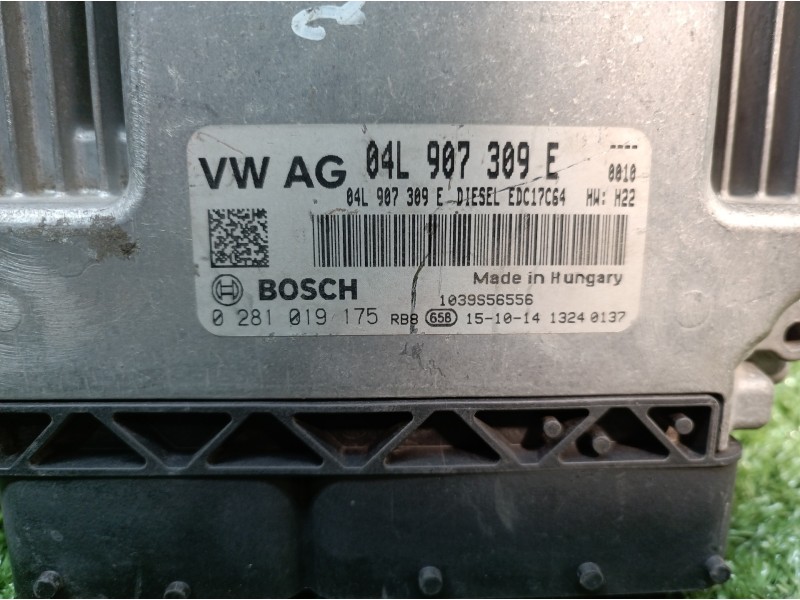 VW AG 04L 907 309 E ----
0010
04L 907 309 E DIESEL EDC17C64 HW: H22
BOSCH Made in Hungary
1039S56556
0 281 019 175 RB8 658 15-10-14 1324 0137